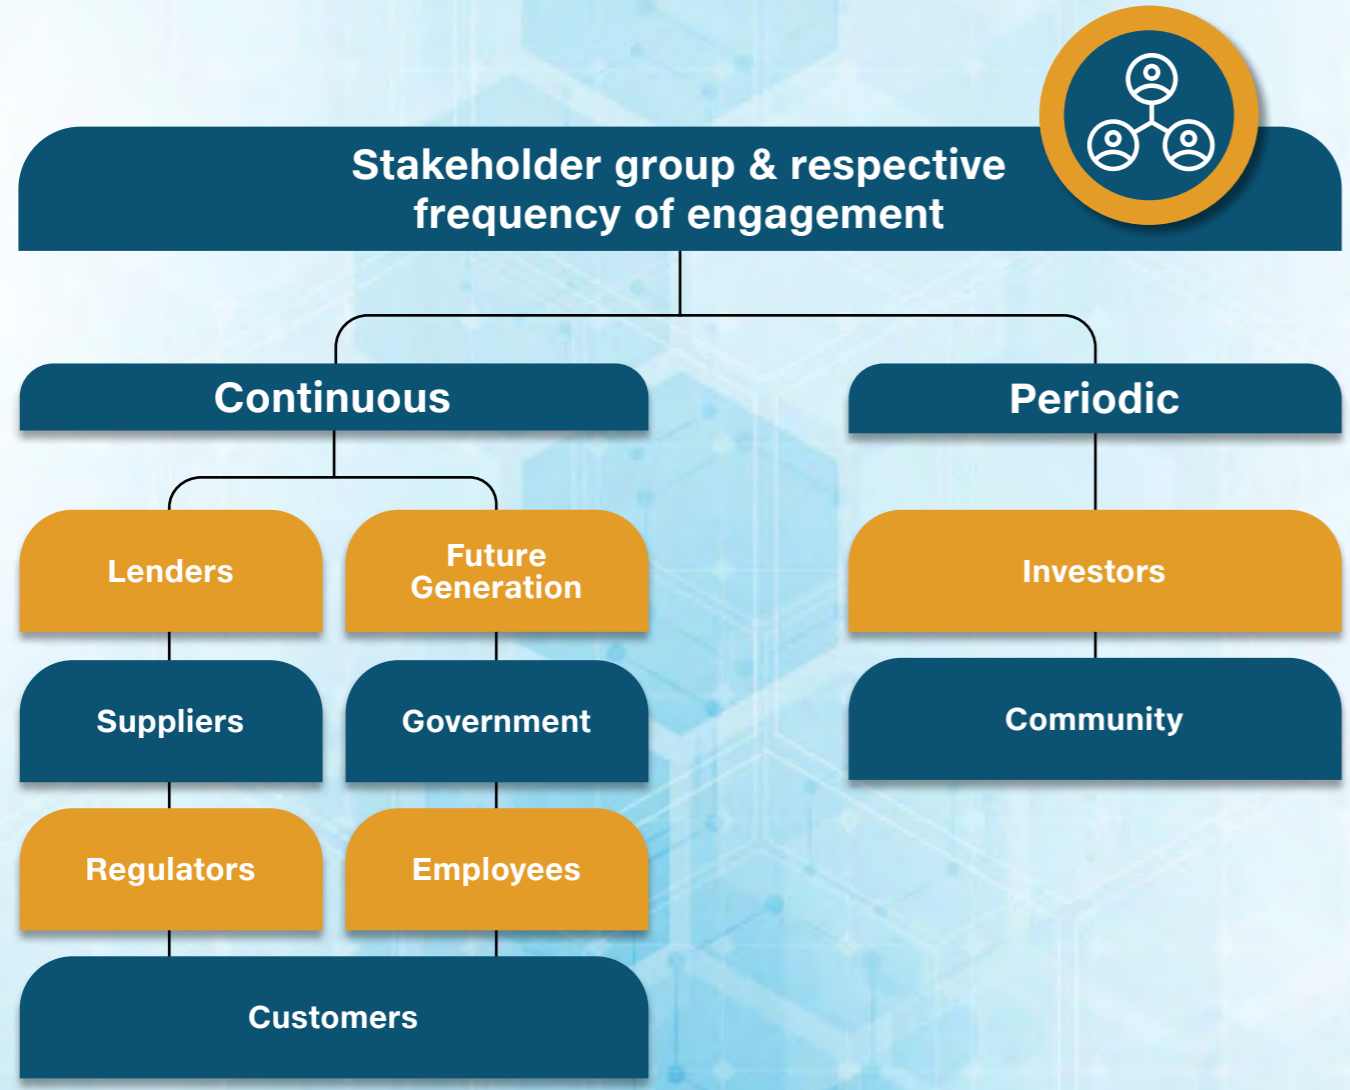 Stakeholder group & respective
frequency of engagement
Continuous
Periodic
Lenders
Future
Generation
Investors
Suppliers
Government
Community
Regulators
Employees
Customers